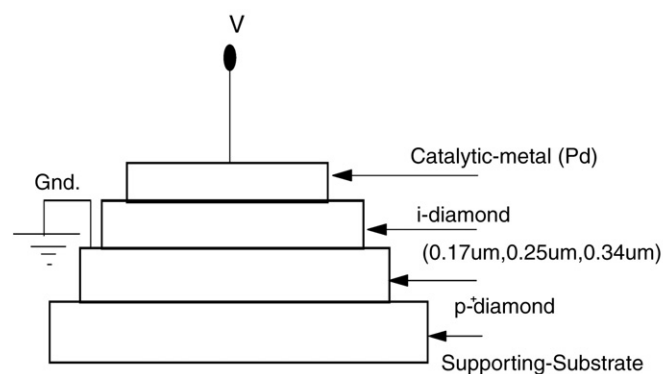 V
Catalytic-metal (Pd)
Gnd.
i-diamond
(0.17um,0.25um,0.34um)
p+-diamond
Supporting-Substrate